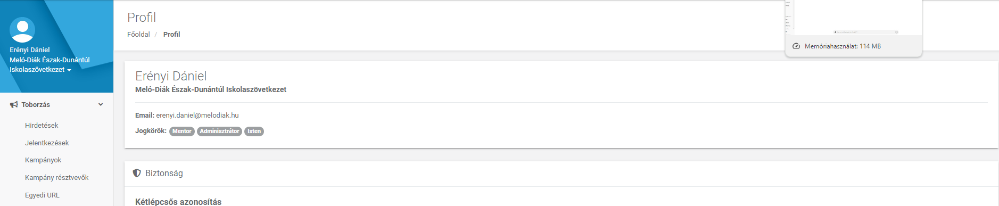 Erényi Dániel
Meló-Diák Észak-Dunántúl
Iskolaszövetkezet
Toborzás
Hirdetések
Jelentkezések
Kampányok
Kampány résztvevők
Egyedi URL
Profil
Főoldal / Profil
Memóriahasználat: 114 MB
Erényi Dániel
Meló-Diák Észak-Dunántúl Iskolaszövetkezet
Email: erenyi.daniel@melodiak.hu
Jogkörök: Mentor Adminisztrátor Isten
Biztonság
Kétlépcsős azonosítás